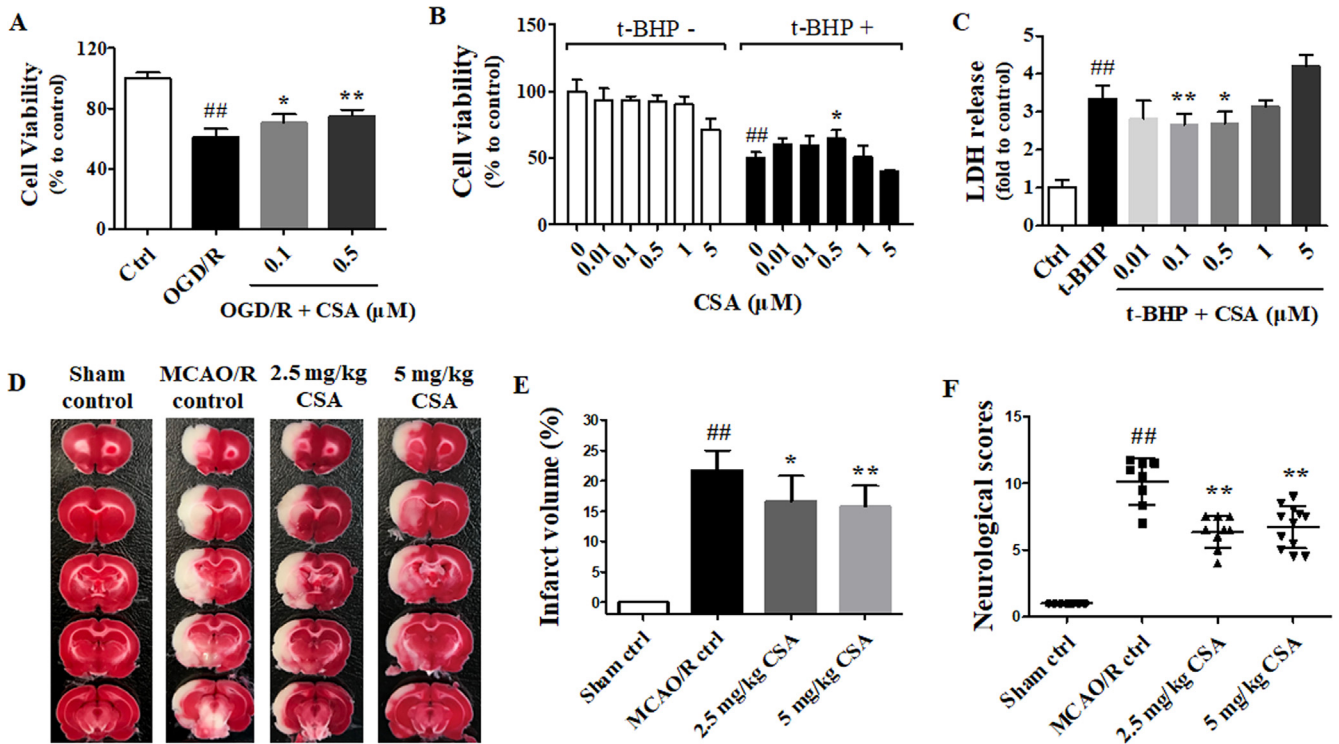 A
Cell Viability
(% to control)
120
80
40
0
##
*
**
Ctrl
OGD/R
0.1
0.5
OGD/R + CSA (μM)
B
Cell viability
(% to control)
150
100
50
0
t-BHP -
t-BHP +
##
*
0
0.01
0.1
0.5
1
5
0
0.01
0.1
0.5
1
5
CSA
(μM)
C
LDH release
(fold to control)
5
4
3
2
1
0
##
**
*
Ctrl
t-BHP
0.01
0.1
0.5
1
5
t-BHP + CSA (μM)
D
Sham
control
MCAO/R
control
2.5 mg/kg
CSA
5 mg/kg
CSA
E
Infarct volume (%)
30
25
20
15
10
5
0
##
*
**
Sham ctrl
MCAO/R ctrl
2.5 mg/kg CSA
5 mg/kg CSA
F
Neurological scores
15
10
5
0
##
**
**
Sham ctrl
MCAO/R ctrl
2.5 mg/kg CSA
5 mg/kg CSA